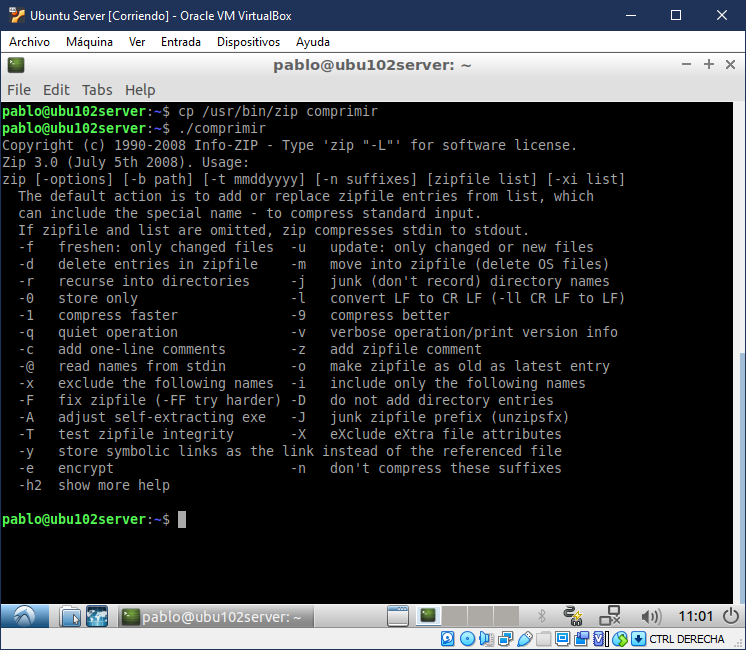 Ubuntu Server [Corriendo] - Oracle VM VirtualBox
Archivo Máquina Ver Entrada Dispositivos Ayuda
pablo@ubu102server: ~
File Edit Tabs Help
pablo@ubu102server:~$ cp /usr/bin/zip comprimir
pablo@ubu102server:~$ ./comprimir
Copyright (c) 1990-2008 Info-ZIP - Type 'zip "-L"' for software license.
Zip 3.0 (July 5th 2008). Usage:
zip [-options] [-b path] [-t mmddyyyy] [-n suffixes] [zipfile list] [-xi list]
  The default action is to add or replace zipfile entries from list, which
  can include the special name - to compress standard input.
  If zipfile and list are omitted, zip compresses stdin to stdout.
  -f   freshen: only changed files  -u   update: only changed or new files
  -d   delete entries in zipfile    -m   move into zipfile (delete OS files)
  -r   recurse into directories     -j   junk (don't record) directory names
  -0   store only                   -l   convert LF to CR LF (-ll CR LF to LF)
  -1   compress faster              -9   compress better
  -q   quiet operation              -v   verbose operation/print version info
  -c   add one-line comments        -z   add zipfile comment
  -@   read names from stdin        -o   make zipfile as old as latest entry
  -x   exclude the following names  -i   include only the following names
  -F   fix zipfile (-FF try harder) -D   do not add directory entries
  -A   adjust self-extracting exe   -J   junk zipfile prefix (unzipsfx)
  -T   test zipfile integrity       -X   eXclude eXtra file attributes
  -y   store symbolic links as the link instead of the referenced file
  -e   encrypt                      -n   don't compress these suffixes
  -h2  show more help
pablo@ubu102server:~$
pablo@ubu102server: ~
11:01
CTRL DERECHA